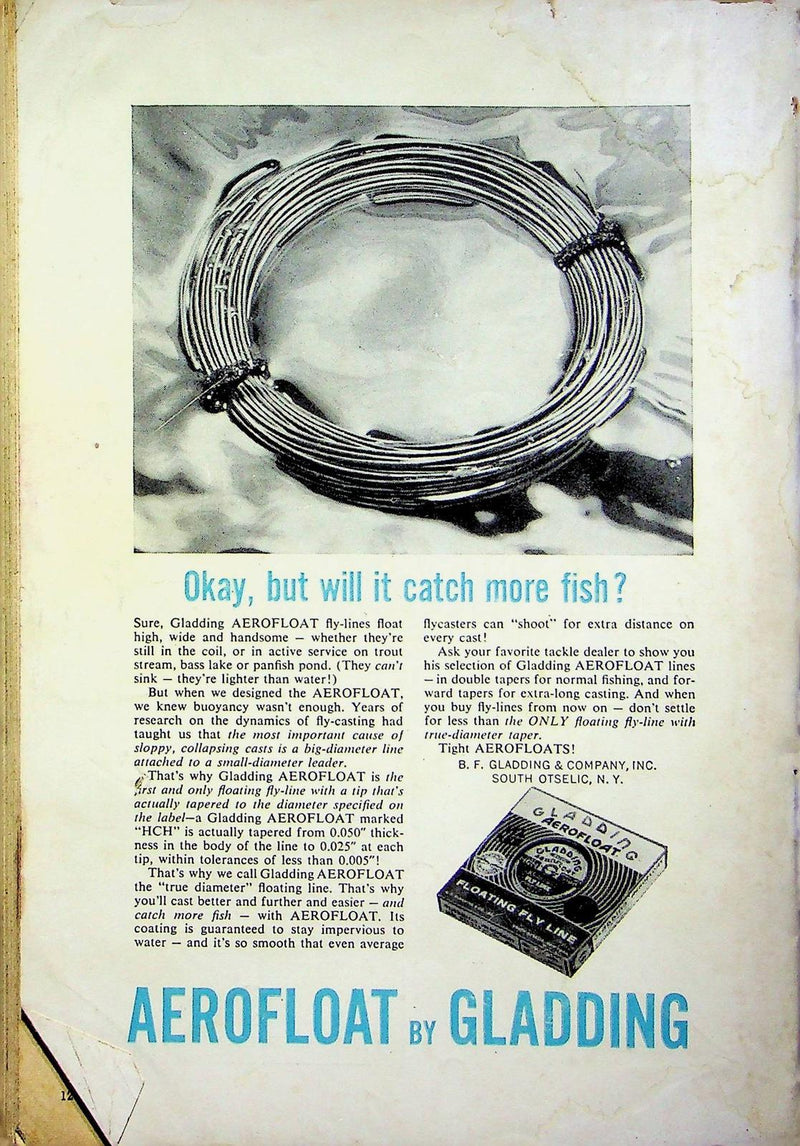 Okay, but will it catch more fish?
Sure, Gladding AEROFLOAT fly-lines float
high, wide and handsome — whether they're
still in the coil, or in active service on trout
stream, bass lake or panfish pond. (They can't
sink — they're lighter than water!)
But when we designed the AEROFLOAT,
we knew buoyancy wasn't enough. Years of
research on the dynamics of fly-casting had
taught us that the most important cause of
sloppy, collapsing casts is a big-diameter line
attached to a small-diameter leader.
That's why Gladding AEROFLOAT is the
first and only floating fly-line with a tip that's
actually tapered to the diameter specified on
the label—a Gladding AEROFLOAT marked
"HCH" is actually tapered from 0.050" thick-
ness in the body of the line to 0.025" at each
tip, within tolerances of less than 0.005"!
That's why we call Gladding AEROFLOAT
the "true diameter" floating line. That's why
you'll cast better and further and easier — and
catch more fish — with AEROFLOAT. Its
coating is guaranteed to stay impervious to
water — and it's so smooth that even average
flycasters can "shoot" for extra distance on
every cast!
Ask your favorite tackle dealer to show you
his selection of Gladding AEROFLOAT lines
— in double tapers for normal fishing, and for-
ward tapers for extra-long casting. And when
you buy fly-lines from now on — don't settle
for less than the ONLY floating fly-line with
true-diameter taper.
Tight AEROFLOATS!
B. F. GLADDING & COMPANY, INC.
SOUTH OTSELIC, N. Y.
GLADDING
AEROFLOAT
GLADDING
FLOATING FLY LINE
AEROFLOAT BY GLADDING
12